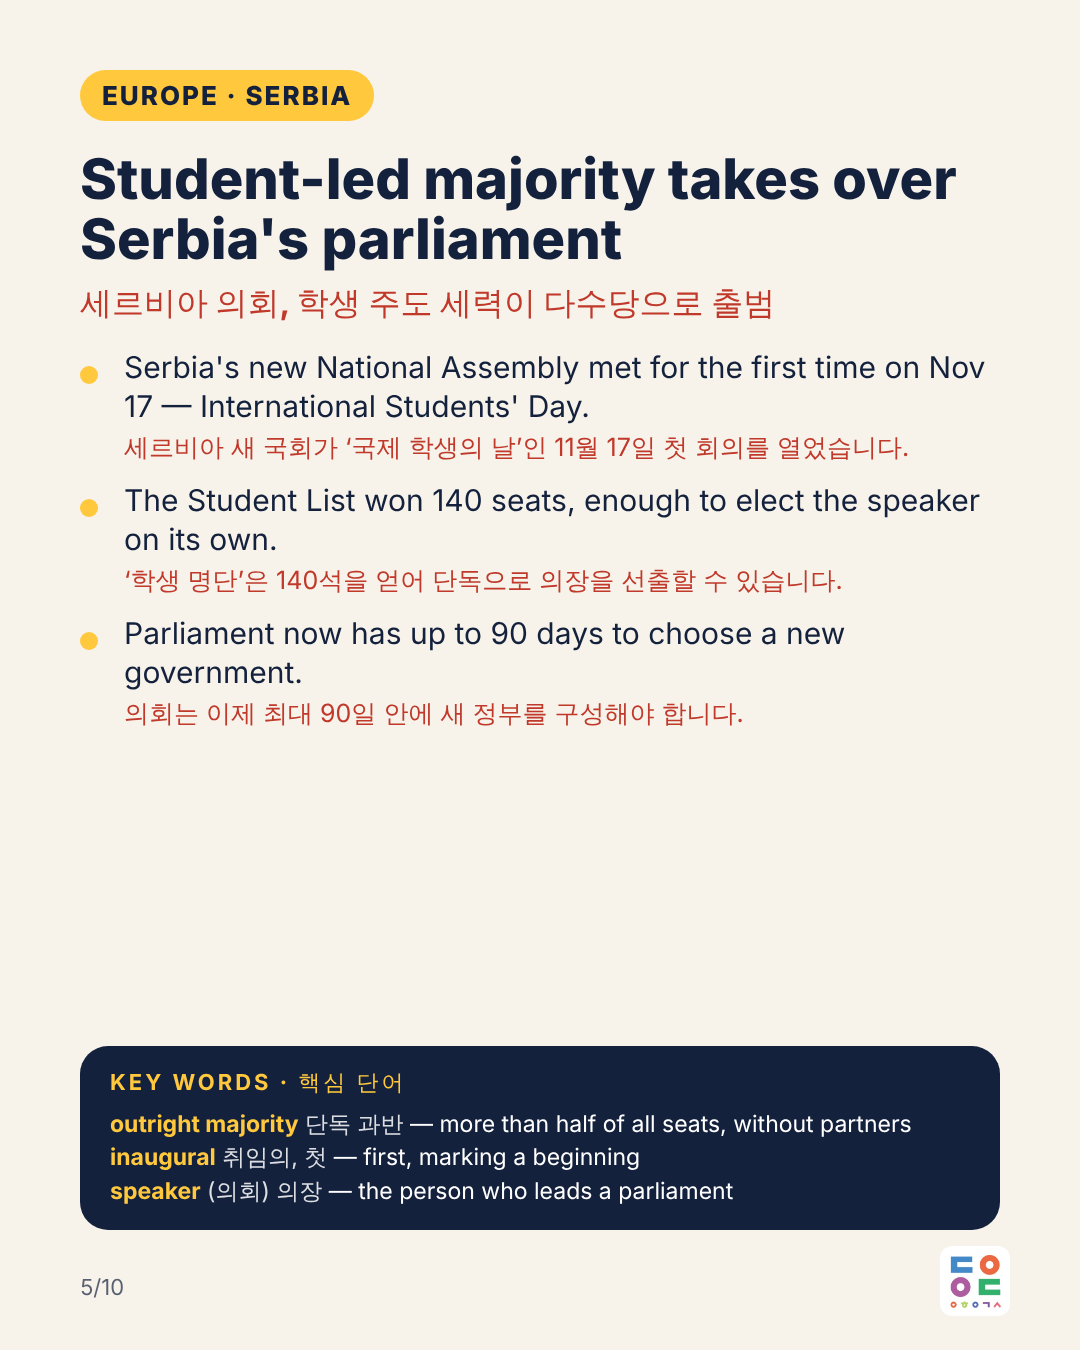 EUROPE · SERBIA
Student-led majority takes over
Serbia's parliament
세르비아 의회, 학생 주도 세력이 다수당으로 출범
Serbia's new National Assembly met for the first time on Nov
17 — International Students' Day.
세르비아 새 국회가 ‘국제 학생의 날’인 11월 17일 첫 회의를 열었습니다.
The Student List won 140 seats, enough to elect the speaker
on its own.
‘학생 명단’은 140석을 얻어 단독으로 의장을 선출할 수 있습니다.
Parliament now has up to 90 days to choose a new
government.
의회는 이제 최대 90일 안에 새 정부를 구성해야 합니다.
KEY WORDS · 핵심 단어
outright majority 단독 과반 — more than half of all seats, without partners
inaugural 취임의, 첫 — first, marking a beginning
speaker (의회) 의장 — the person who leads a parliament
5/10